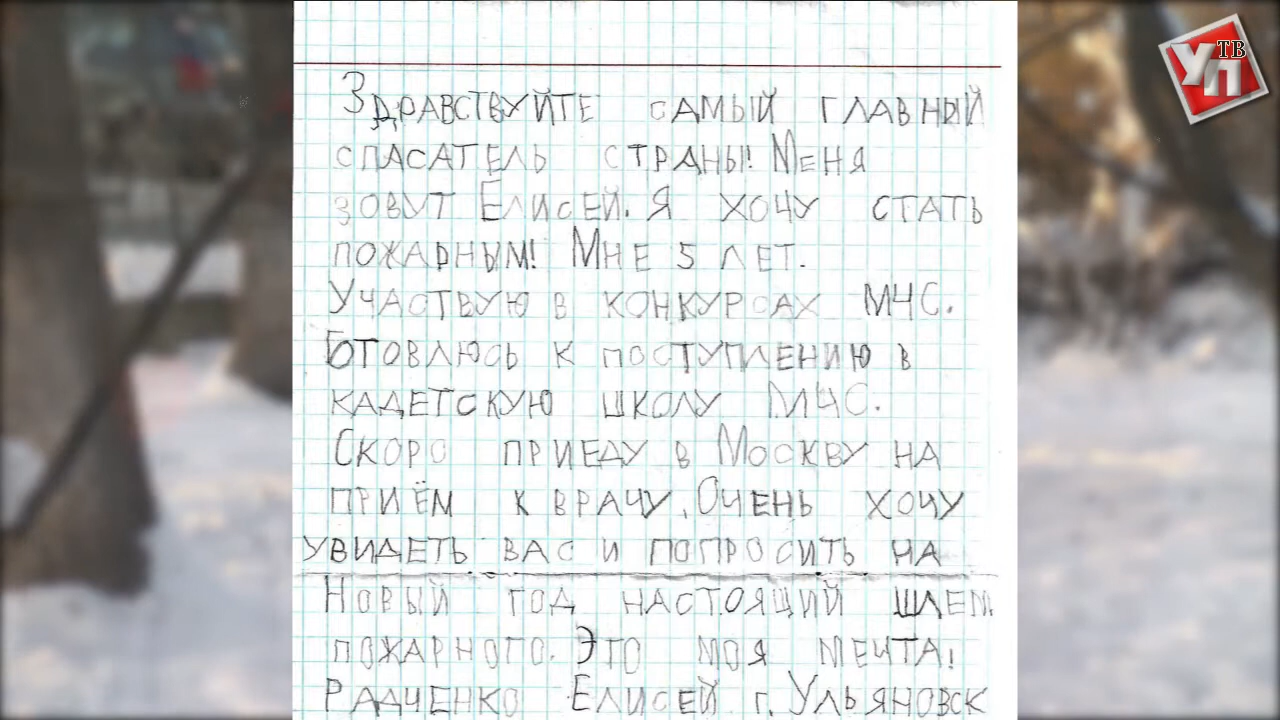 УП ТВ
Здравствуйте самый главный
спасатель страны! Меня
зовут Елисей. Я хочу стать
пожарным! Мне 5 лет.
Участвую в конкурсах МЧС.
Готовлюсь к поступлению в
кадетскую школу МЧС.
Скоро приеду в Москву на
приём к врачу. Очень хочу
увидеть вас и попросить на
Новый год настоящий шлем
пожарного. Это моя мечта!
Радченко Елисей г. Ульяновск